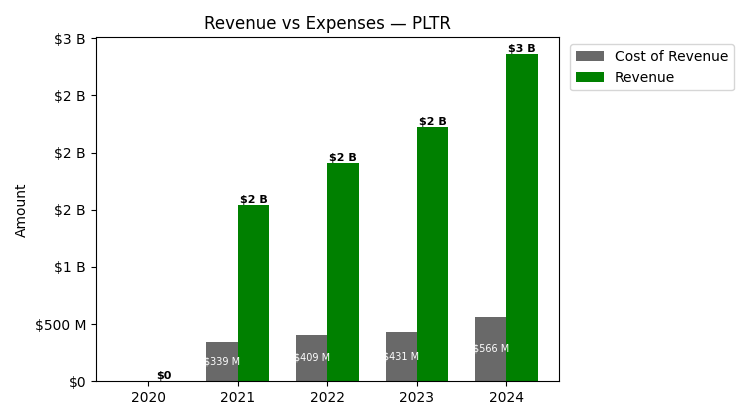 Revenue vs Expenses — PLTR
Amount
$3 B
$2 B
$2 B
$2 B
$1 B
$500 M
$0
$0
$339 M
$2 B
$409 M
$2 B
$431 M
$2 B
$566 M
$3 B
2020
2021
2022
2023
2024
Cost of Revenue
Revenue